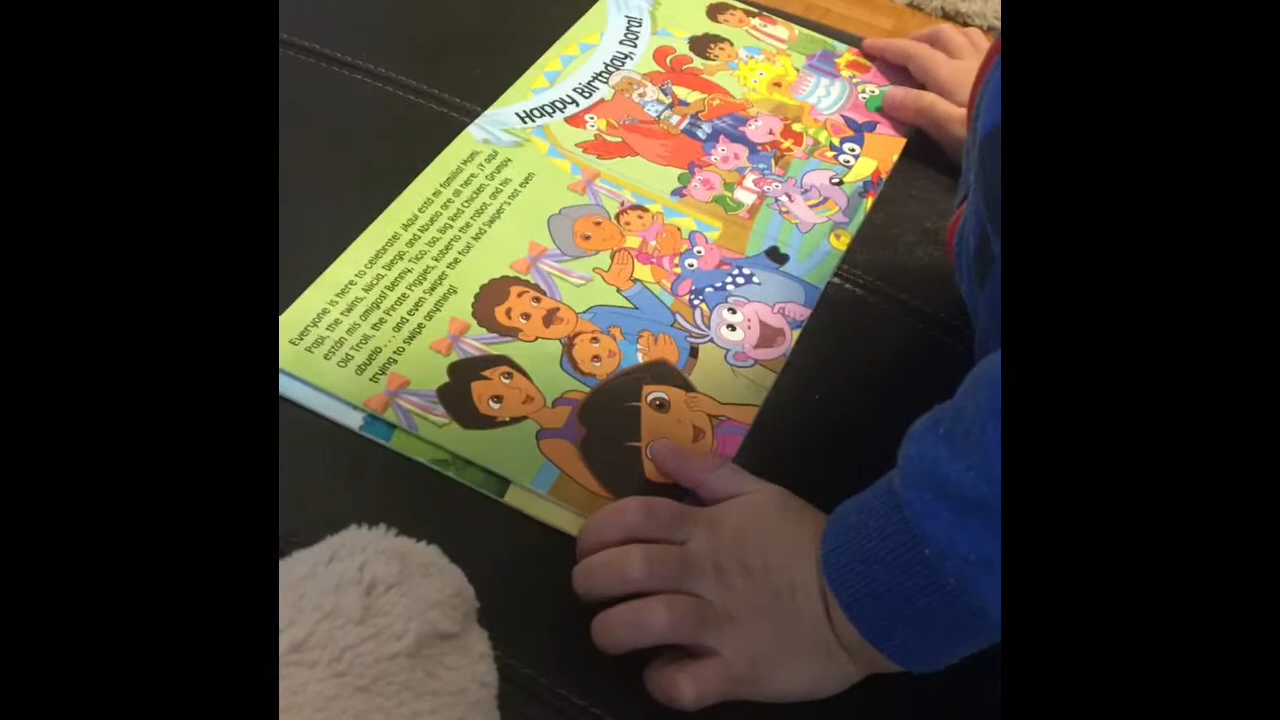 Happy Birthday, Dora!
Everyone is here to celebrate! ¡Aquí está mi familia! Mami,
Papi, the twins, Alicia, Diego, and Abuela are all here. ¡Y aquí
están mis amigos! Benny, Tico, Isa, Big Red Chicken, Grumpy
Old Troll, the Pirate Piggies, Roberto the robot, and his
abuelo . . . and even Swiper the fox! And Swiper's not even
trying to swipe anything!